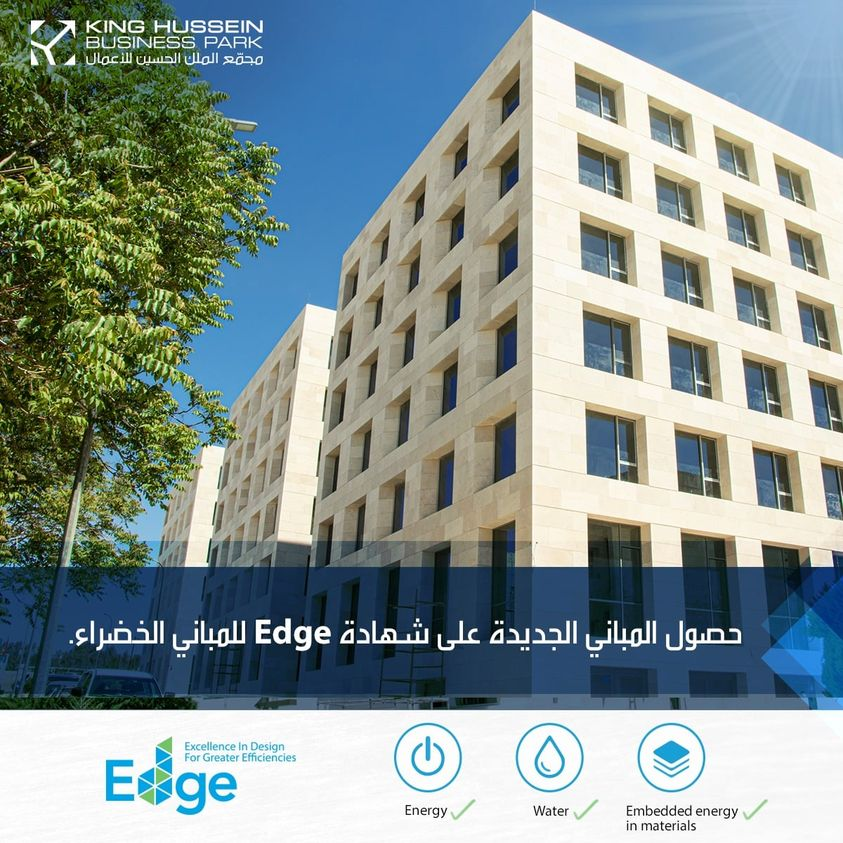 KING HUSSEIN
BUSINESS PARK
مجمّع الملك الحسين للأعمال
حصول المباني الجديدة على شهادة Edge للمباني الخضراء.
Edge
Excellence In Design
For Greater Efficiencies
Energy
Water
Embedded energy
in materials